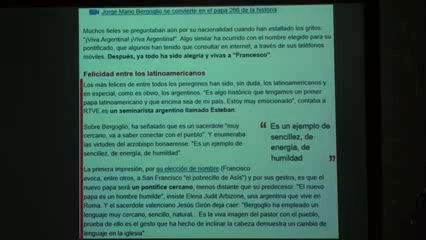 Jorge Mario Bergoglio se convierte en el papa 266 de la historia
Muchos fieles se preguntaban aún por su nacionalidad cuando han estallado los gritos:
"¡Viva Argentina! ¡Viva Argentina!". Algo similar ha ocurrido con el nombre elegido para su
pontificado, que algunos han tenido que consultar en internet, a través de sus teléfonos
móviles. Después, ya todo ha sido alegría y vivas a "Francesco".
Felicidad entre los latinoamericanos
Los más felices de entre todos los peregrinos han sido, sin duda, los latinoamericanos y
en especial, como es obvio, los argentinos. "Es algo histórico que tengamos un primer
papa latinoamericano y que encima sea de mi país. Estoy muy emocionado", contaba a
RTVE.es un seminarista argentino llamado Esteban.
Sobre Bergoglio, ha señalado que es un sacerdote "muy
cercano, va a saber conectar con el pueblo". Y enumeraba
las virtudes del arzobispo bonaerense: "Es un ejemplo de
sencillez, de energía, de humildad"
“ Es un ejemplo de
sencillez, de
energía, de
humildad ”
La primera impresión, por su elección de nombre (Francisco
evoca, entre otros, a San Francisco "el pobrecillo de Asís") y por sus gestos, es que el
nuevo papa será un pontífice cercano, menos distante que su predecesor. "El nuevo
papa es un hombre humilde", insiste Elena Judit Arbizone, una argentina que vive en
Roma. Y el sacerdote valenciano Jesús Girón deja caer: "Bergoglio ha empleado un
lenguaje muy cercano, sencillo, natural... Es la viva imagen del pastor con el pueblo,
prueba de ello es el gesto que ha hecho de inclinar la cabeza demuestra un cambio de
lenguaje en la iglesia".